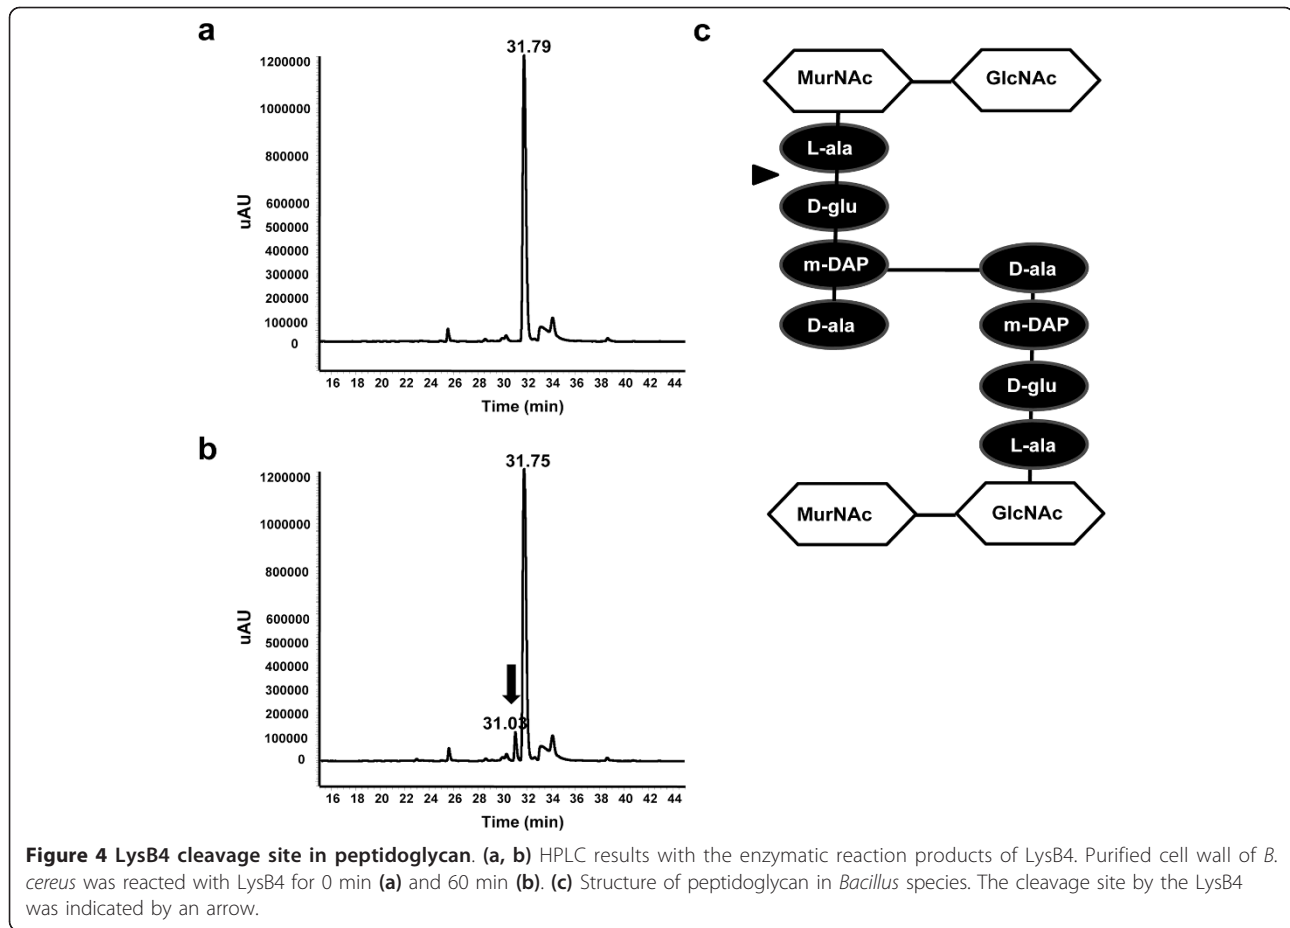 a
31.79
1200000
1000000
800000
600000
500000
400000
300000
200000
100000
0
uAU
16 18 20 22 24 26 28 30 32 34 36 38 40 42 44
Time (min)
b
31.75
1200000
1000000
800000
600000
500000
400000
300000
200000
100000
0
uAU
31.03
16 18 20 22 24 26 28 30 32 34 36 38 40 42 44
Time (min)
c
MurNAc GlcNAc
L-ala
D-glu
m-DAP D-ala
D-ala m-DAP
D-glu
L-ala
MurNAc GlcNAc
Figure 4 LysB4 cleavage site in peptidoglycan. (a, b) HPLC results with the enzymatic reaction products of LysB4. Purified cell wall of B.
cereus was reacted with LysB4 for 0 min (a) and 60 min (b). (c) Structure of peptidoglycan in Bacillus species. The cleavage site by the LysB4
was indicated by an arrow.